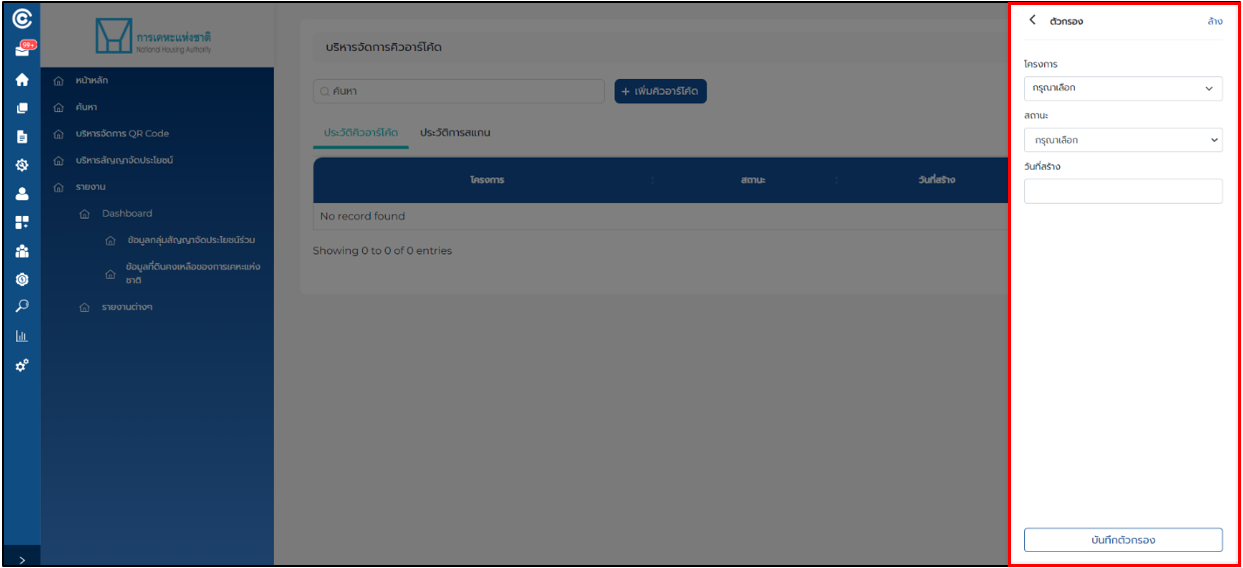 99+
การเคหะแห่งชาติ
National Housing Authority
หน้าหลัก
ค้นหา
บริหารจัดการ QR Code
บริหารสัญญาจัดประโยชน์
รายงาน
Dashboard
ข้อมูลกลุ่มสัญญาจัดประโยชน์ร่วม
ข้อมูลที่ดินคงเหลือของการเคหะแห่ง
ชาติ
รายงานต่างๆ
บริหารจัดการคิวอาร์โค้ด
ค้นหา
+ เพิ่มคิวอาร์โค้ด
ประวัติคิวอาร์โค้ด ประวัติการสแกน
โครงการ สถานะ วันที่สร้าง
No record found
Showing 0 to 0 of 0 entries
ตัวกรอง ล้าง
โครงการ
กรุณาเลือก
สถานะ
กรุณาเลือก
วันที่สร้าง
บันทึกตัวกรอง